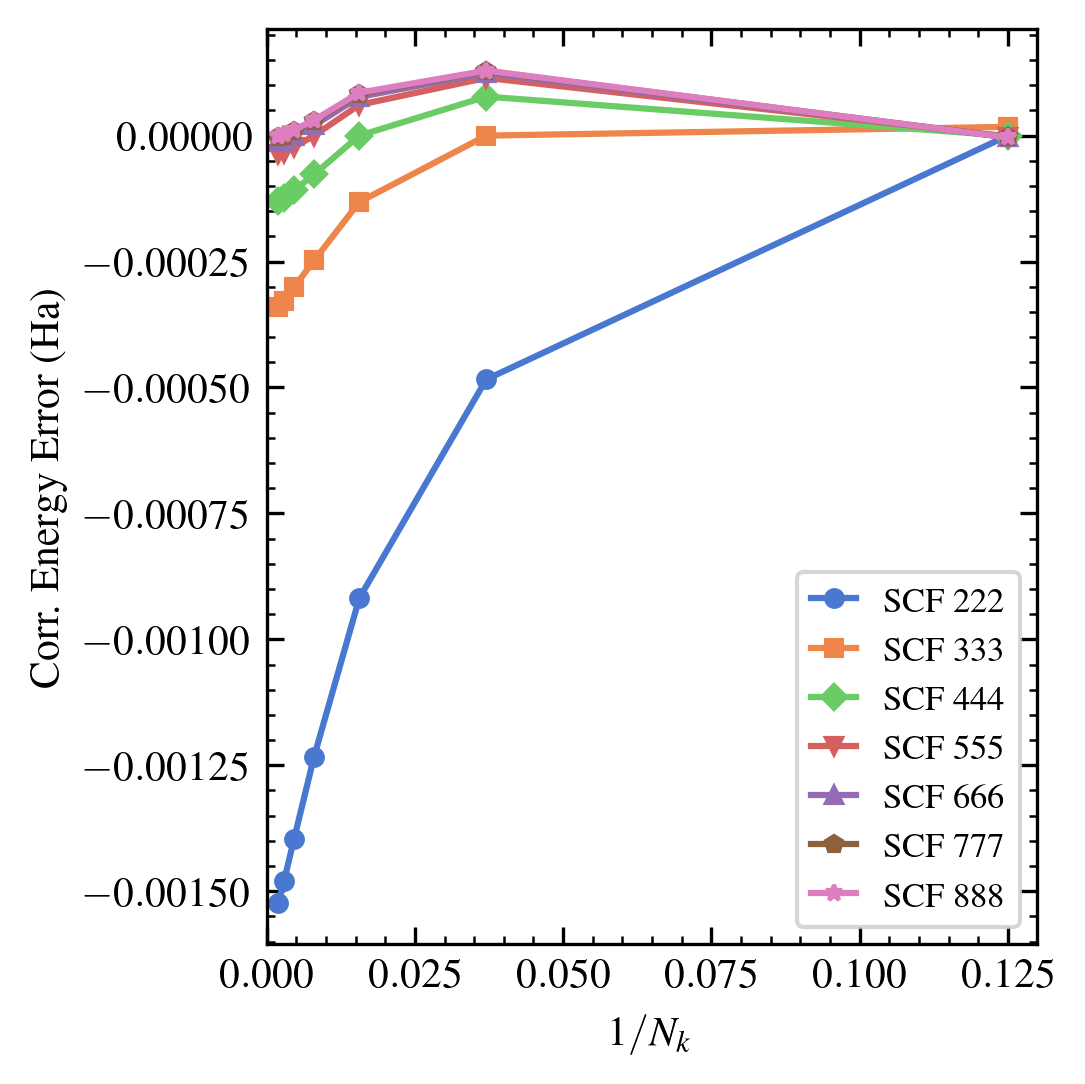 0.00000
−0.00025
−0.00050
−0.00075
−0.00100
−0.00125
−0.00150
Corr. Energy Error (Ha)
SCF 222
SCF 333
SCF 444
SCF 555
SCF 666
SCF 777
SCF 888
0.000 0.025 0.050 0.075 0.100 0.125
1/N_k